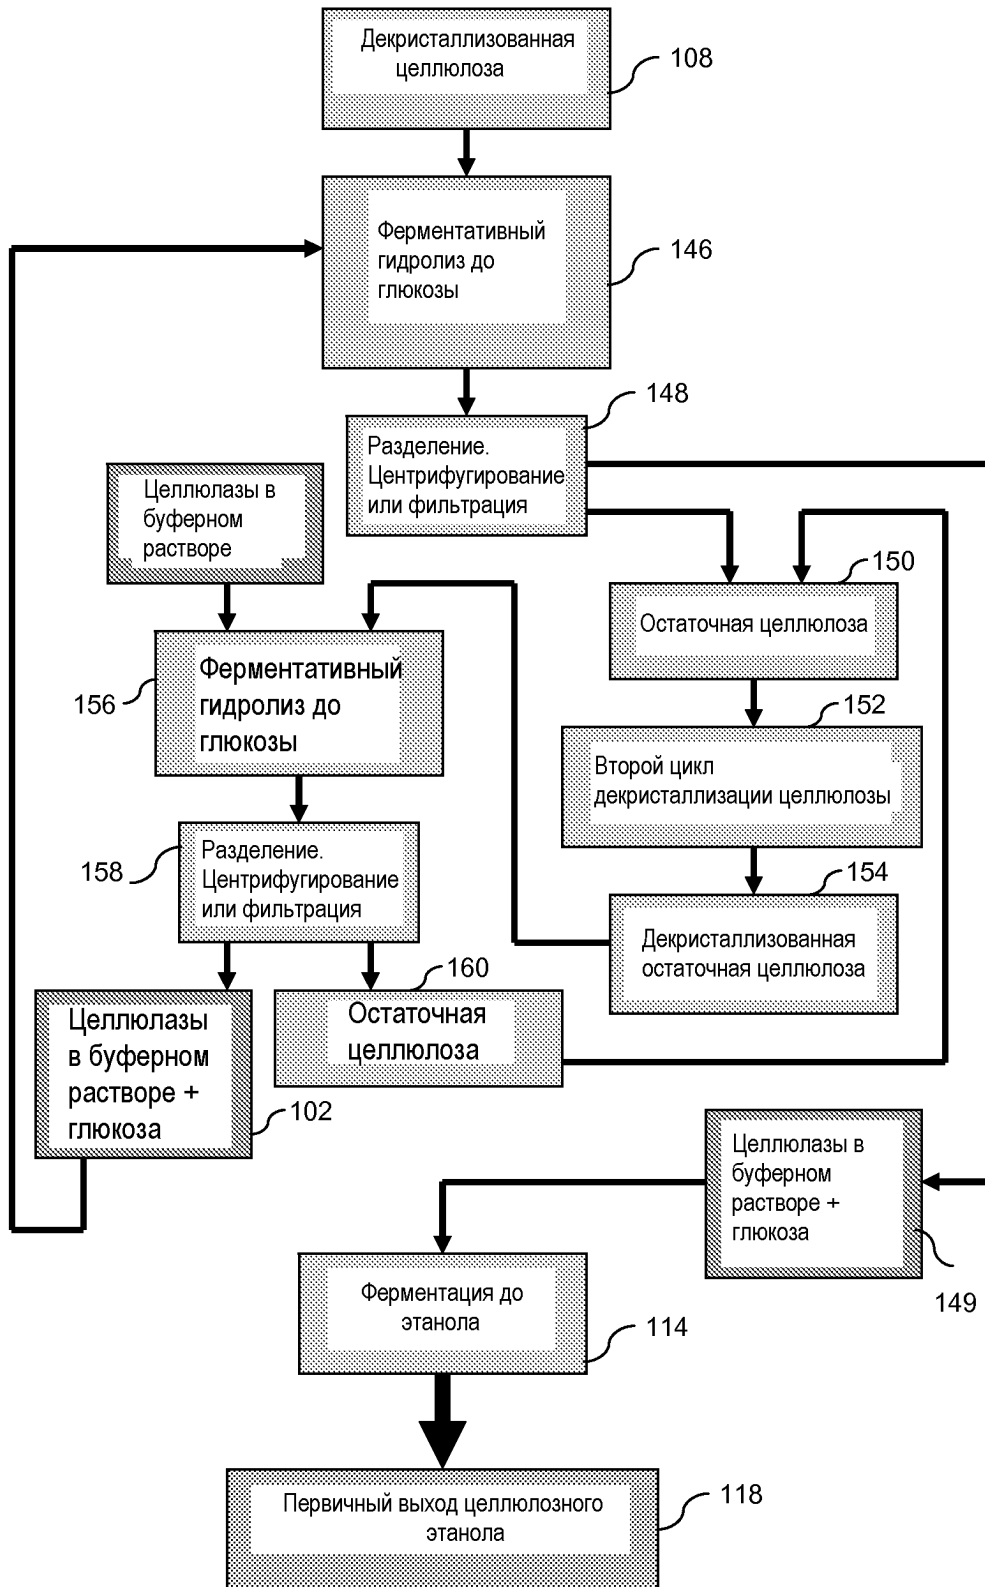 Декристаллизованная
целлюлоза
108
Ферментативный
гидролиз до
глюкозы
146
148
Разделение.
Центрифугирование
или фильтрация
Целлюлазы в
буферном
растворе
150
Остаточная целлюлоза
156
Ферментативный
гидролиз до
глюкозы
152
Второй цикл
декристаллизации целлюлозы
158
Разделение.
Центрифугирование
или фильтрация
154
Декристаллизованная
остаточная целлюлоза
160
Остаточная
целлюлоза
Целлюлазы
в буферном
растворе +
глюкоза
102
Целлюлазы в
буферном
растворе +
глюкоза
149
Ферментация до
этанола
114
Первичный выход целлюлозного
этанола
118